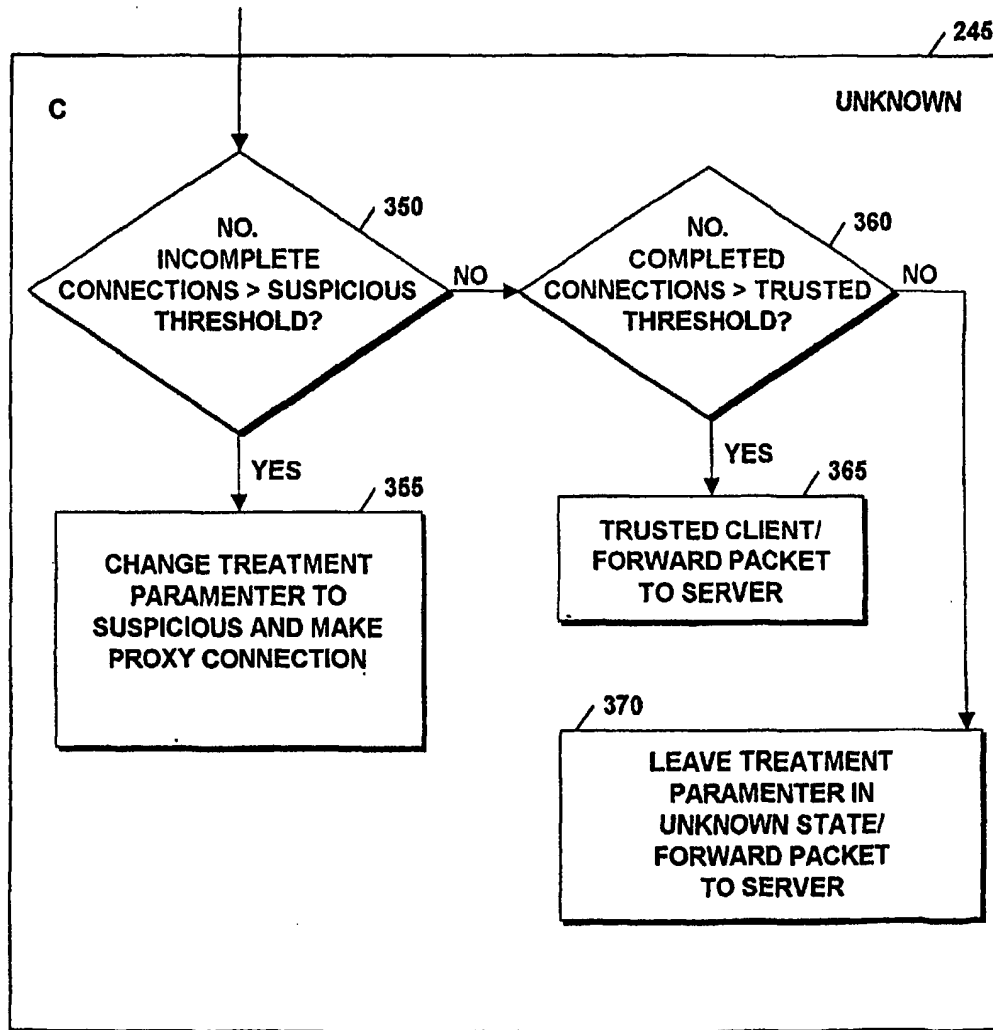 245
C
UNKNOWN
350
NO.
INCOMPLETE
CONNECTIONS > SUSPICIOUS
THRESHOLD?
NO
360
NO.
COMPLETED
CONNECTIONS > TRUSTED
THRESHOLD?
NO
YES
355
CHANGE TREATMENT
PARAMENTER TO
SUSPICIOUS AND MAKE
PROXY CONNECTION
YES
365
TRUSTED CLIENT/
FORWARD PACKET
TO SERVER
370
LEAVE TREATMENT
PARAMENTER IN
UNKNOWN STATE/
FORWARD PACKET
TO SERVER